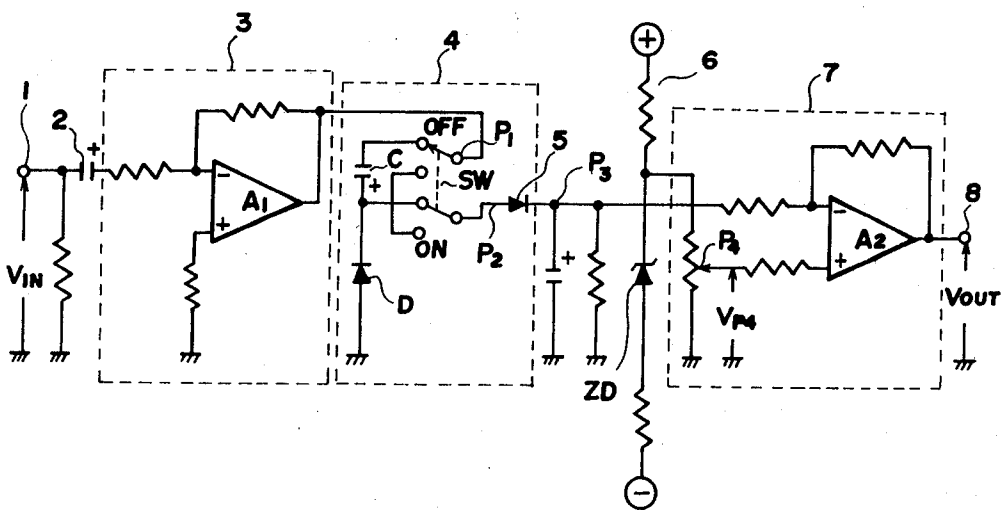 3
4
6
7
1
2
+
OFF
P1
5
P3
C
+
SW
−
A1
+
+
P4
−
A2
+
8
ON
P2
VIN
D
+
VP4
VOUT
ZD
−